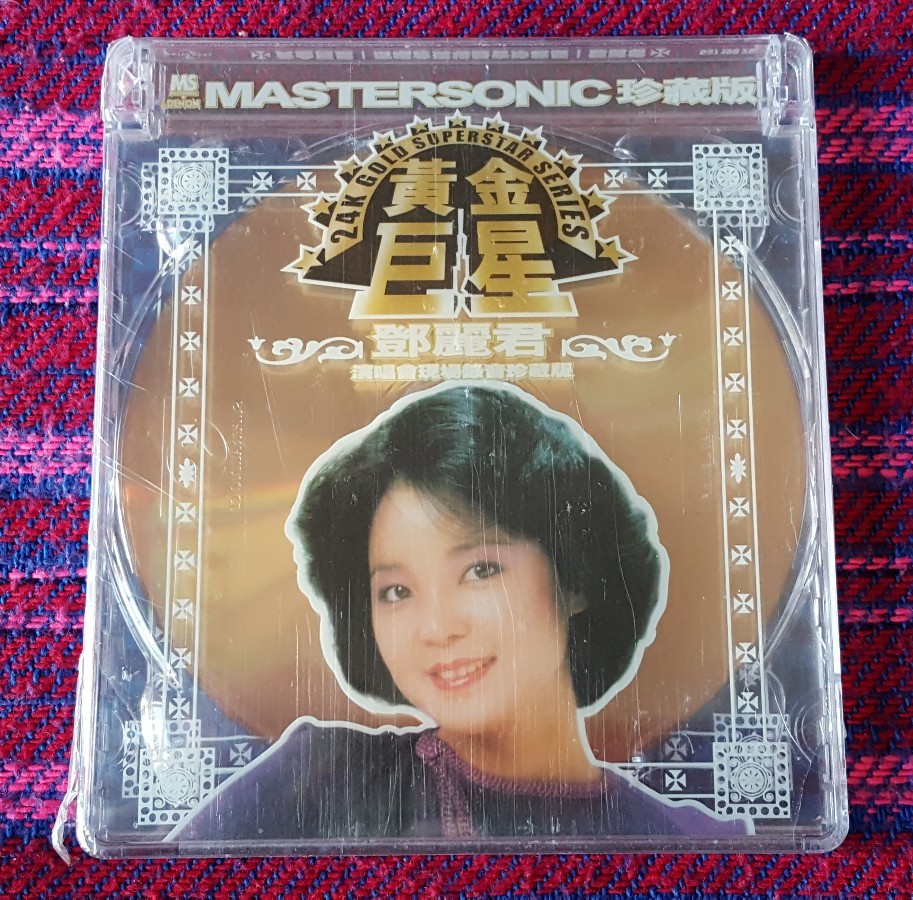 MS
DENON
MASTERSONIC 珍藏版
24K GOLD SUPERSTAR SERIES
黃金
巨星
鄧麗君
演唱會現場錄音珍藏版